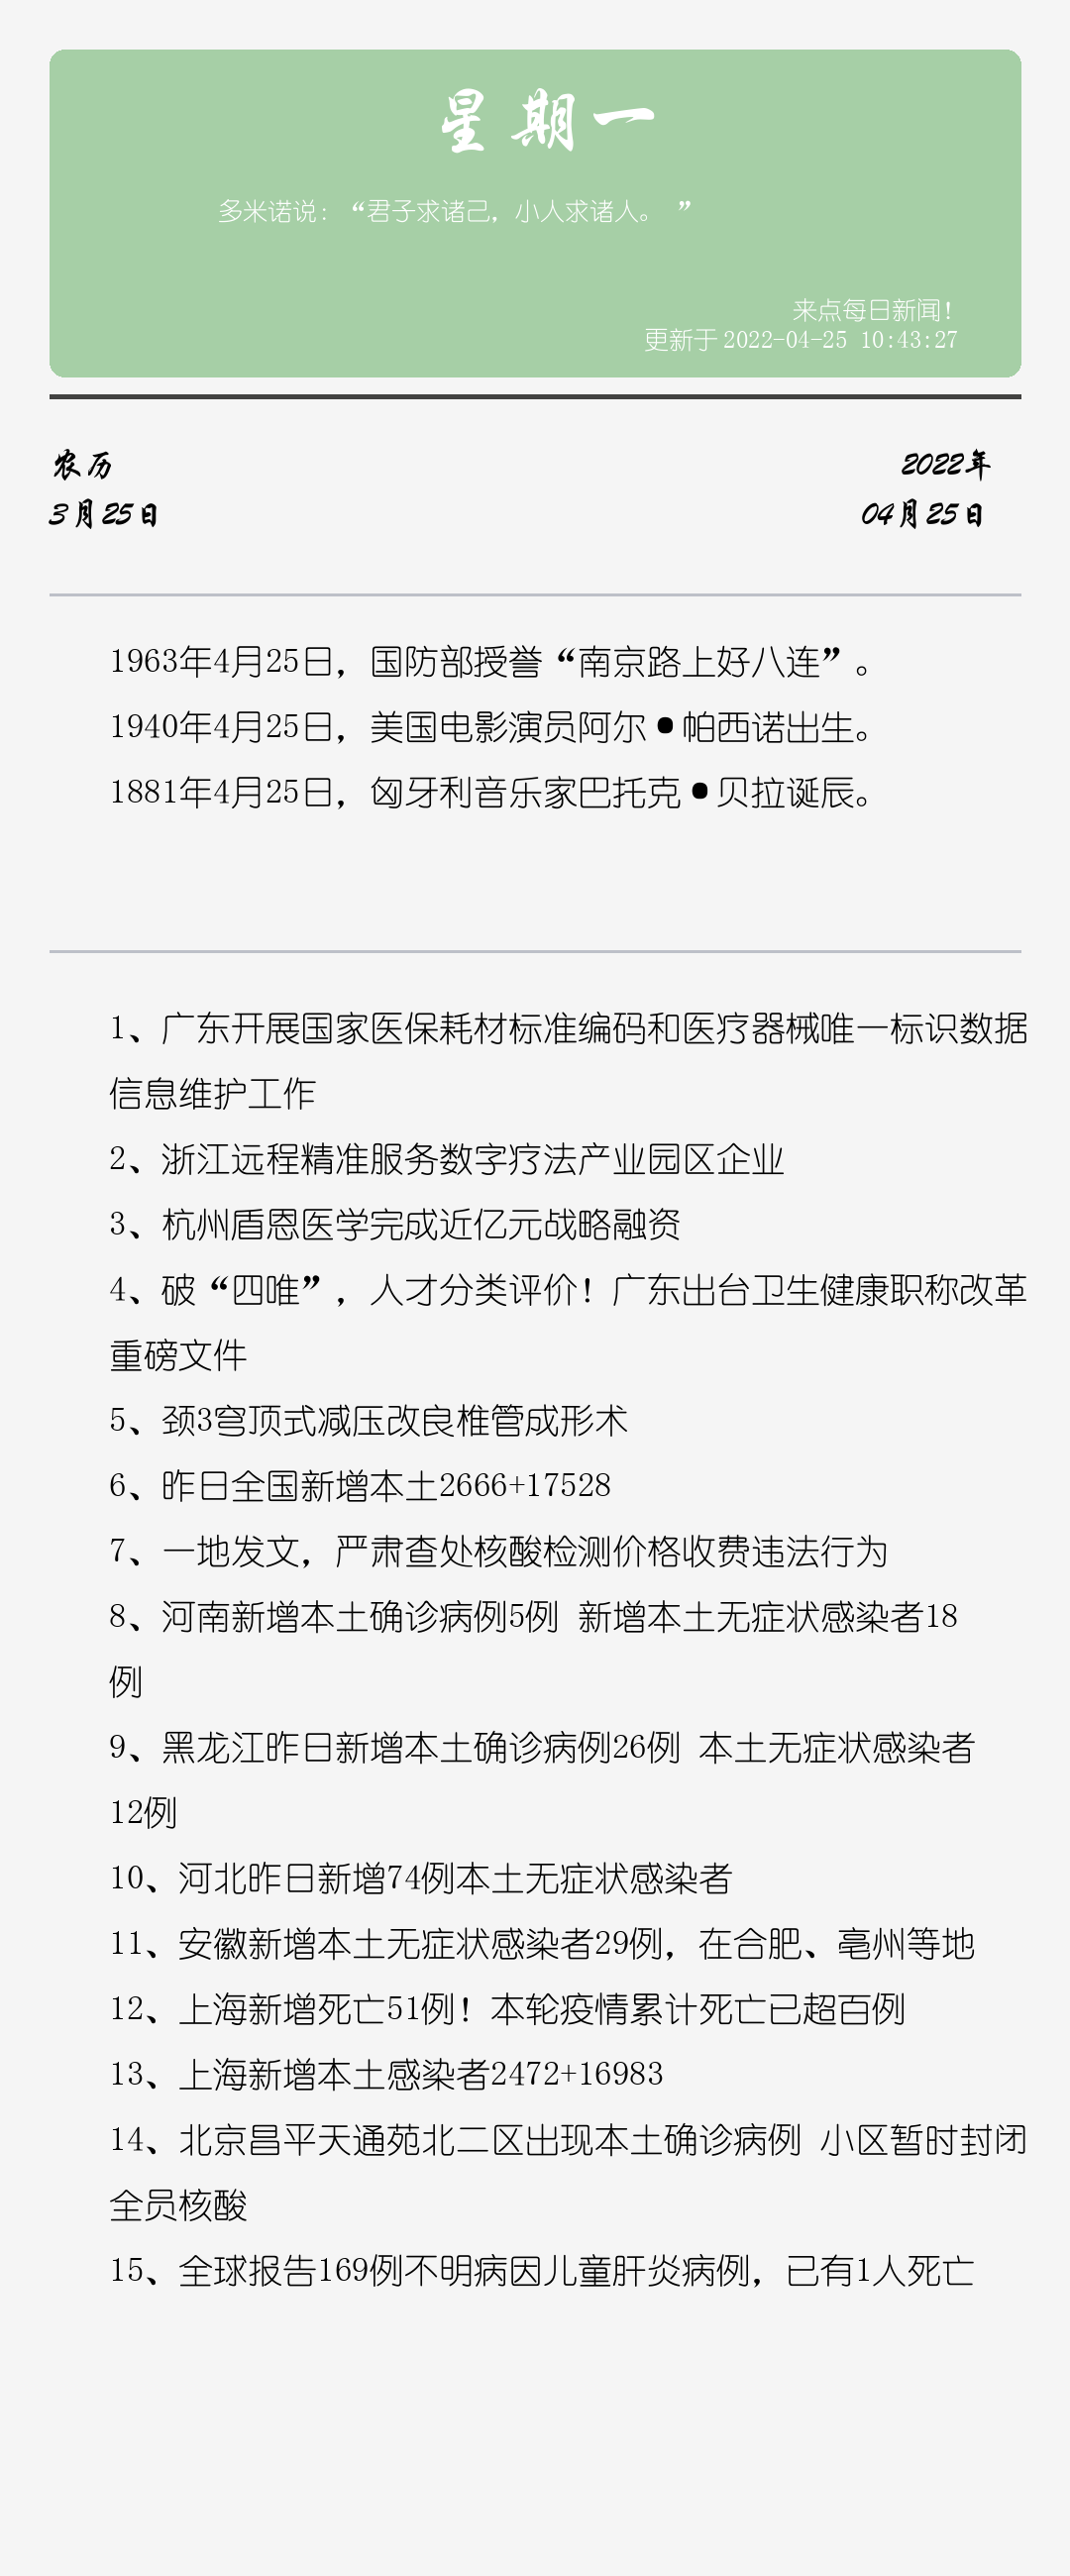 星期一
多米诺说：“君子求诸己，小人求诸人。”
来点每日新闻！
更新于 2022-04-25 10:43:27
农历
2022年
3月25日
04月25日
1963年4月25日，国防部授誉“南京路上好八连”。
1940年4月25日，美国电影演员阿尔•帕西诺出生。
1881年4月25日，匈牙利音乐家巴托克•贝拉诞辰。
1、广东开展国家医保耗材标准编码和医疗器械唯一标识数据
信息维护工作
2、浙江远程精准服务数字疗法产业园区企业
3、杭州盾恩医学完成近亿元战略融资
4、破“四唯”，人才分类评价！广东出台卫生健康职称改革
重磅文件
5、颈3穹顶式减压改良椎管成形术
6、昨日全国新增本土2666+17528
7、一地发文，严肃查处核酸检测价格收费违法行为
8、河南新增本土确诊病例5例 新增本土无症状感染者18
例
9、黑龙江昨日新增本土确诊病例26例 本土无症状感染者
12例
10、河北昨日新增74例本土无症状感染者
11、安徽新增本土无症状感染者29例，在合肥、亳州等地
12、上海新增死亡51例！本轮疫情累计死亡已超百例
13、上海新增本土感染者2472+16983
14、北京昌平天通苑北二区出现本土确诊病例 小区暂时封闭
全员核酸
15、全球报告169例不明病因儿童肝炎病例，已有1人死亡